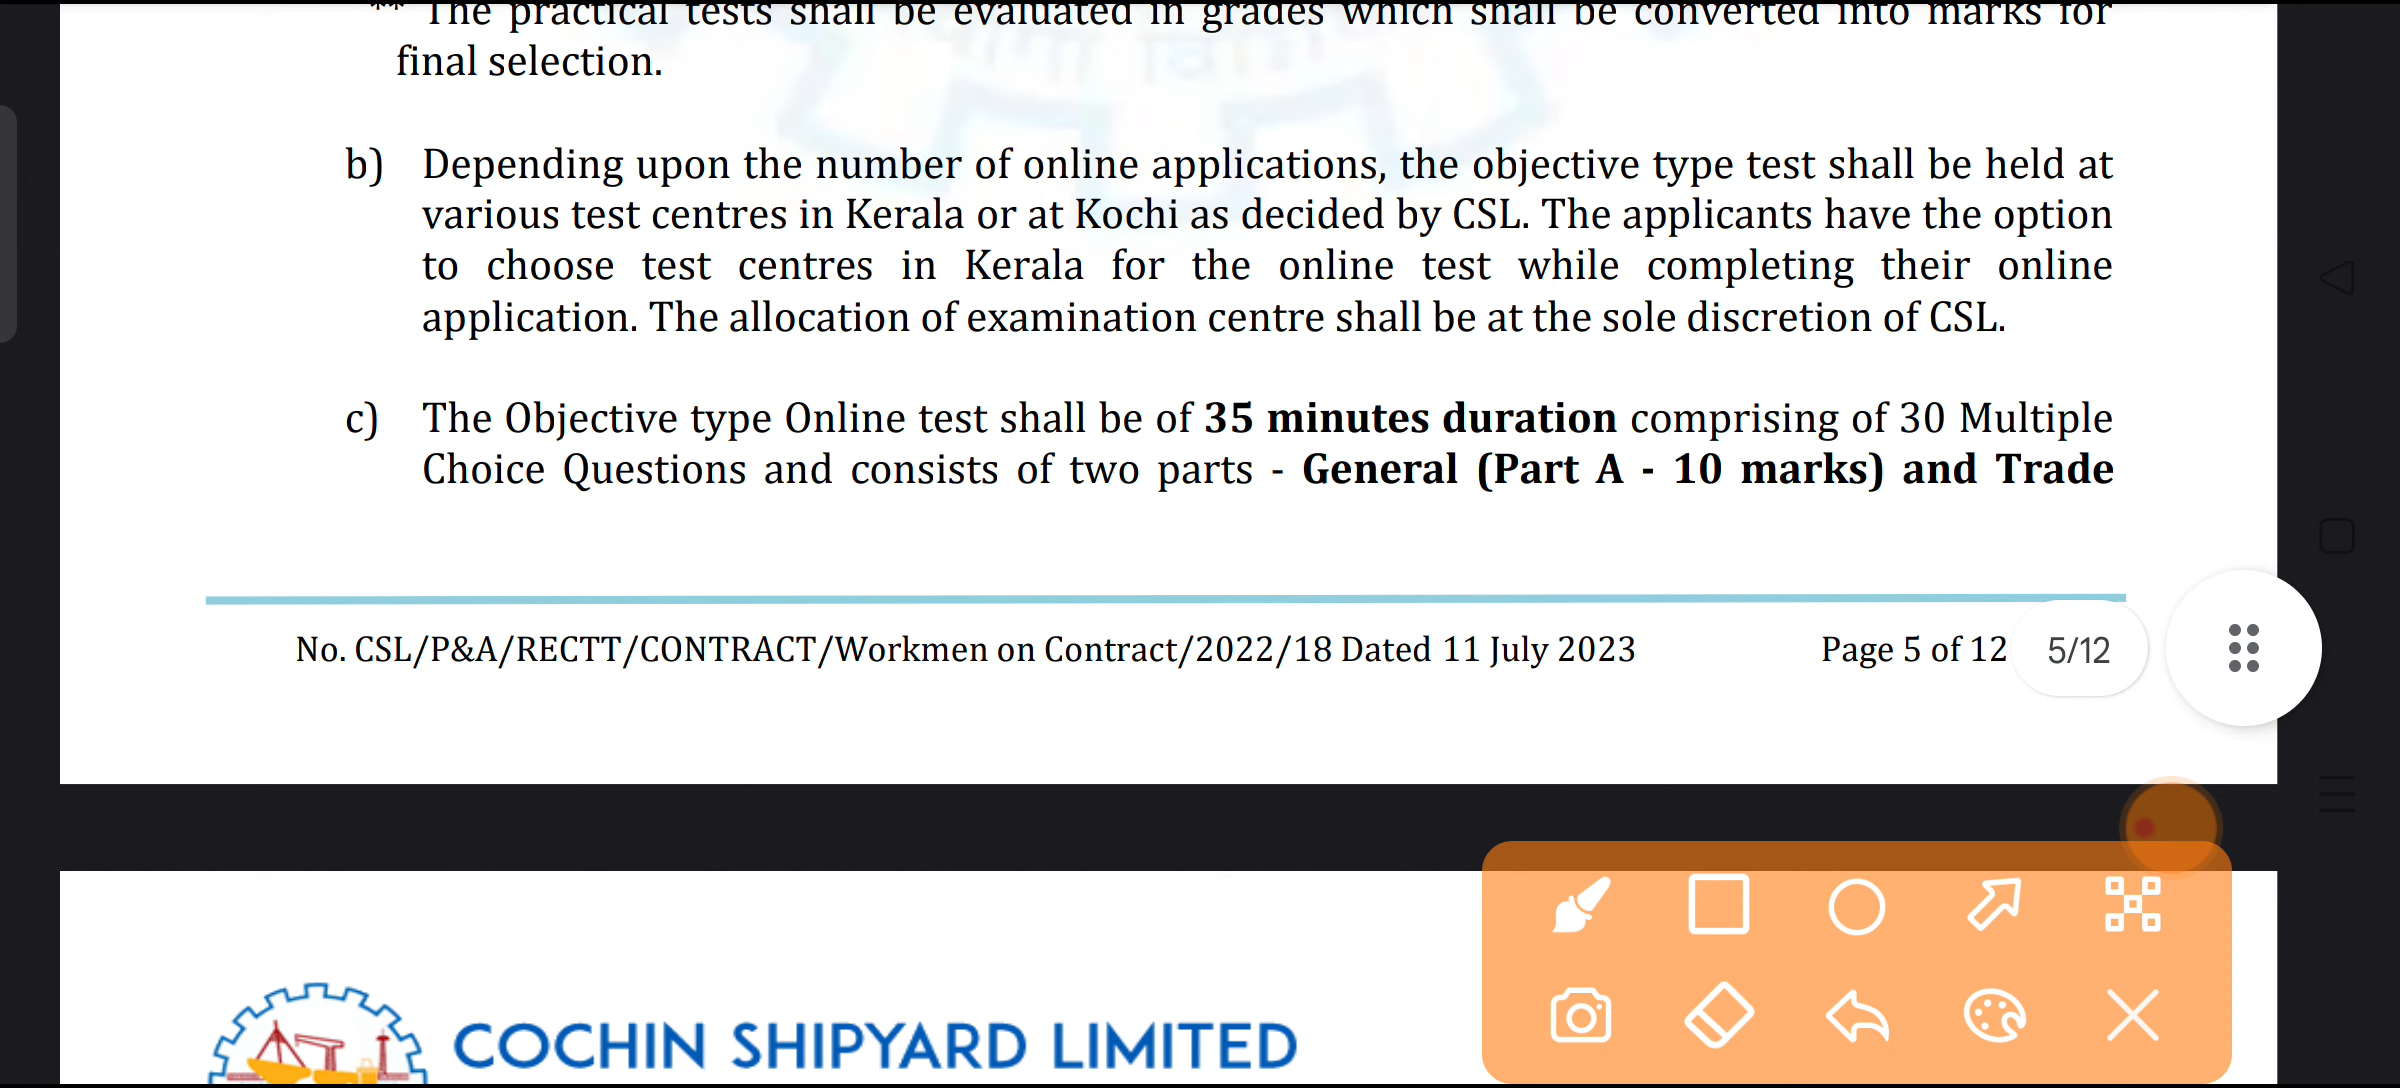 ** The practical tests shall be evaluated in grades which shall be converted into marks for
final selection.
b) Depending upon the number of online applications, the objective type test shall be held at
various test centres in Kerala or at Kochi as decided by CSL. The applicants have the option
to choose test centres in Kerala for the online test while completing their online
application. The allocation of examination centre shall be at the sole discretion of CSL.
c) The Objective type Online test shall be of 35 minutes duration comprising of 30 Multiple
Choice Questions and consists of two parts - General (Part A - 10 marks) and Trade
No. CSL/P&A/RECTT/CONTRACT/Workmen on Contract/2022/18 Dated 11 July 2023 Page 5 of 12 5/12
COCHIN SHIPYARD LIMITED